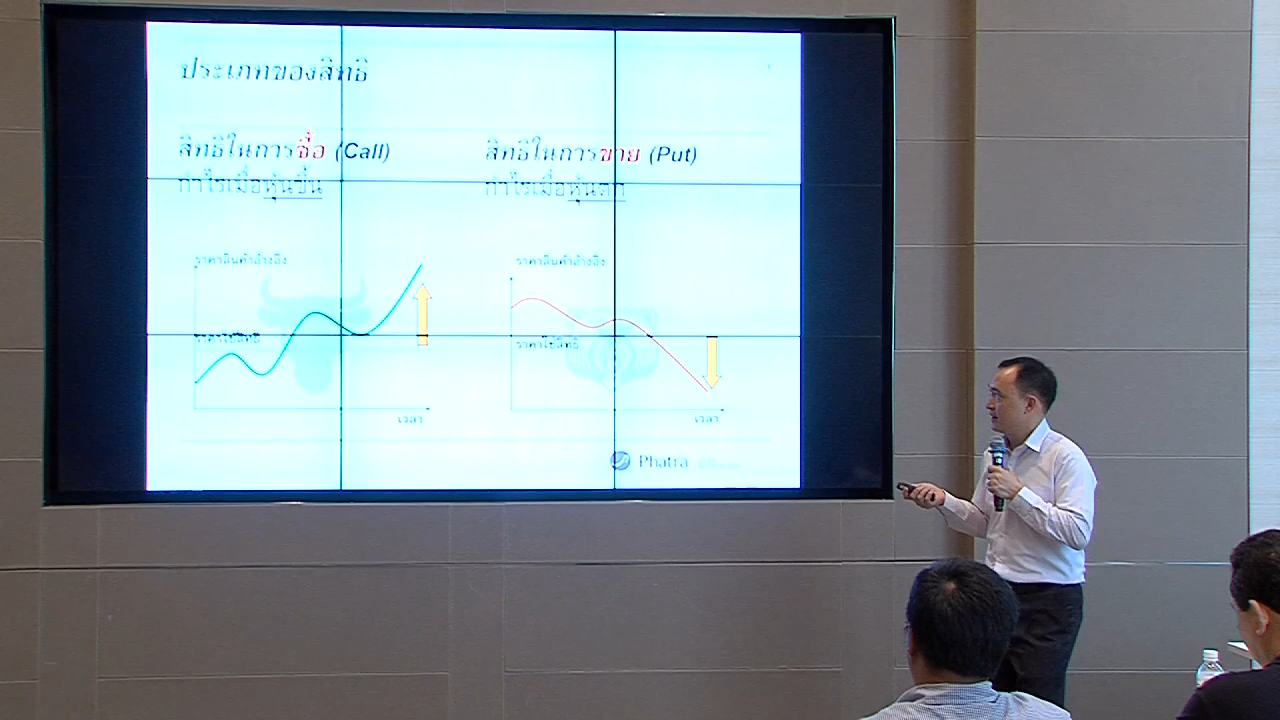 ประเภทของสิทธิ
สิทธิในการซื้อ (Call)
กำไรเมื่อหุ้นขึ้น
ราคาสินค้าอ้างอิง
ราคาใช้สิทธิ
เวลา
สิทธิในการขาย (Put)
กำไรเมื่อหุ้นตก
ราคาสินค้าอ้างอิง
ราคาใช้สิทธิ
เวลา
Phatra